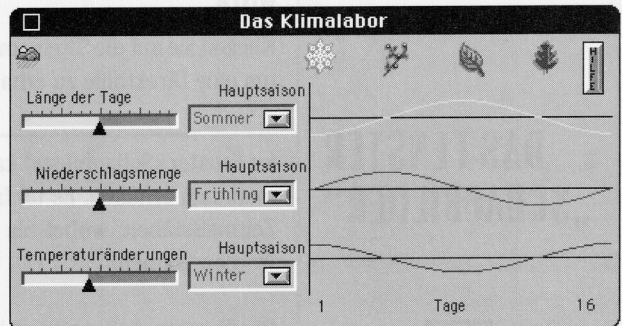 Das Klimalabor
HILFE
Länge der Tage
Hauptsaison
Sommer
Niederschlagsmenge
Hauptsaison
Frühling
Temperaturänderungen
Hauptsaison
Winter
1 Tage 16